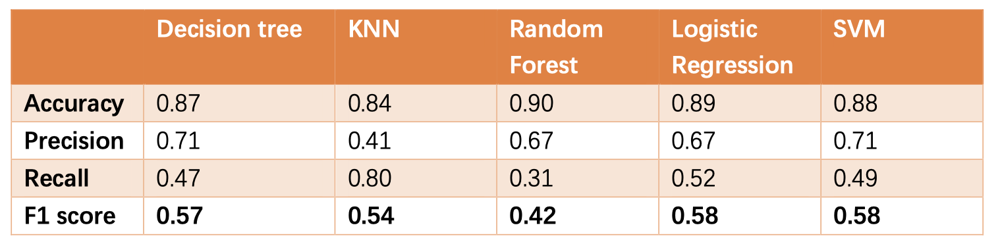 Decision tree KNN Random Logistic SVM
Forest Regression
Accuracy 0.87 0.84 0.90 0.89 0.88
Precision 0.71 0.41 0.67 0.67 0.71
Recall 0.47 0.80 0.31 0.52 0.49
F1 score 0.57 0.54 0.42 0.58 0.58